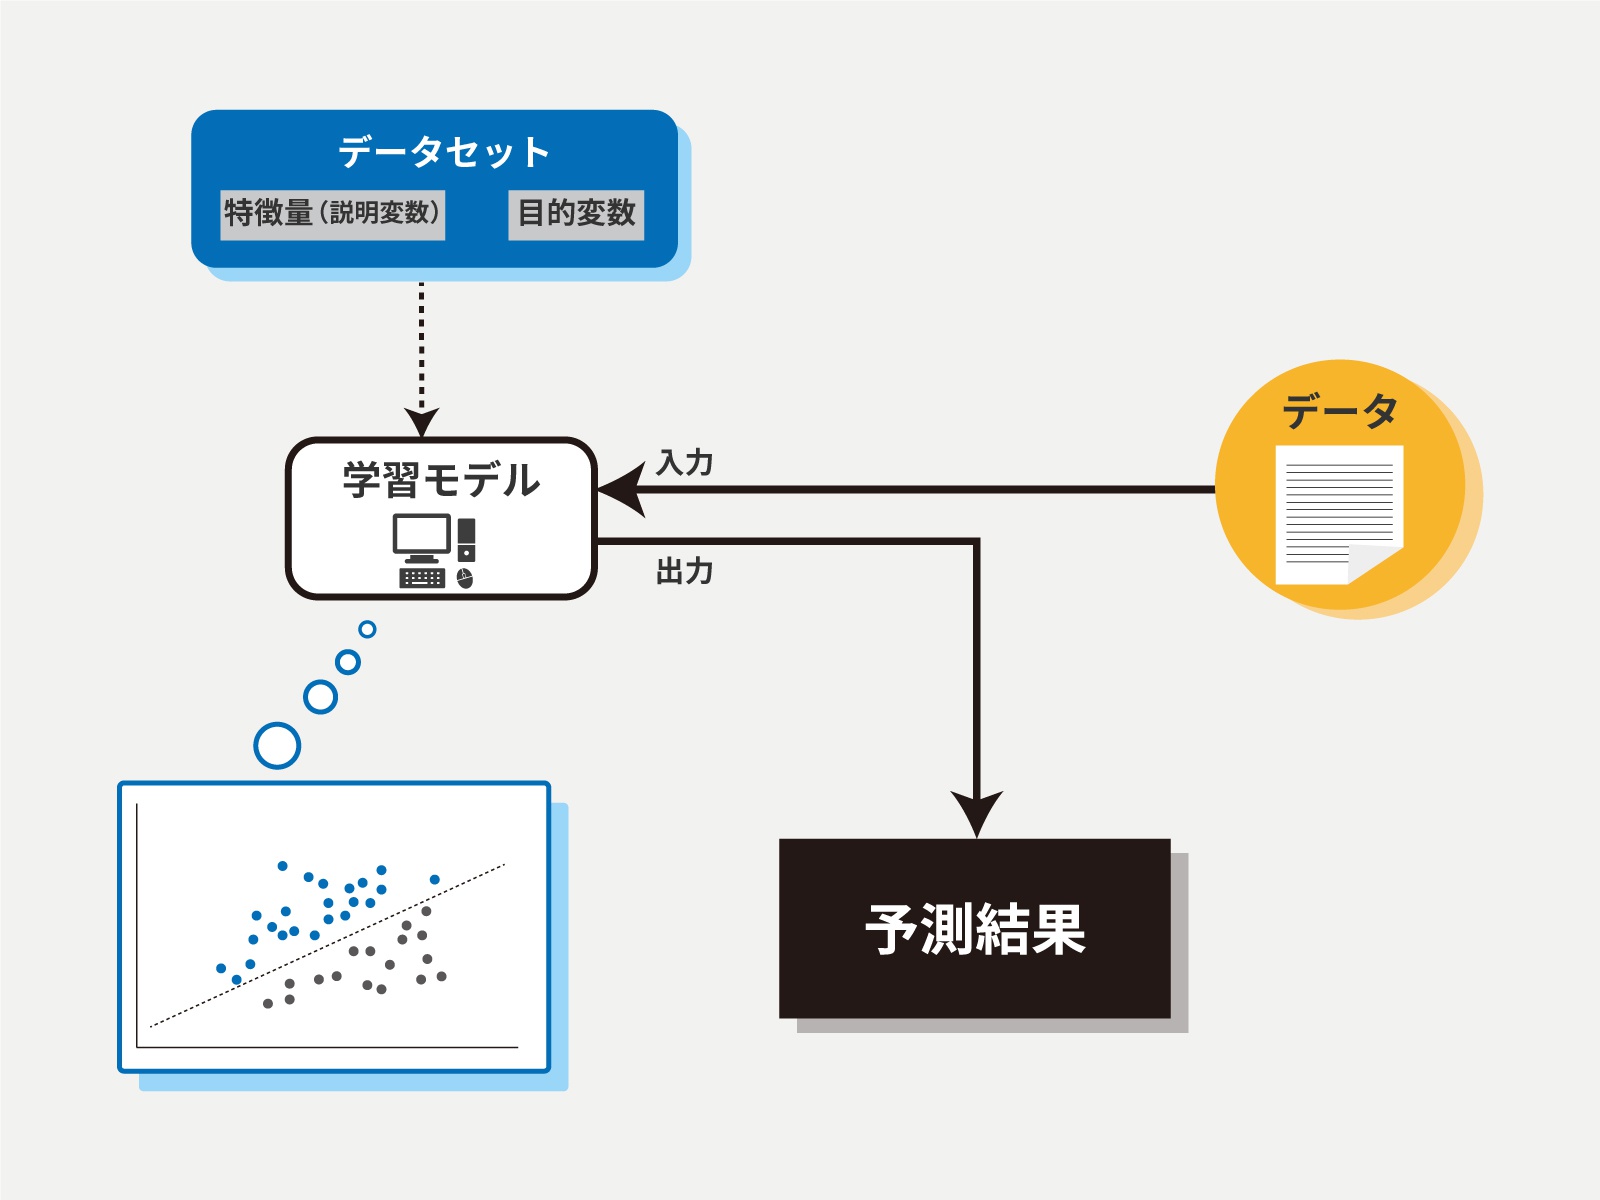 データセット
特徴量（説明変数）
目的変数
データ
学習モデル
入力
出力
予測結果